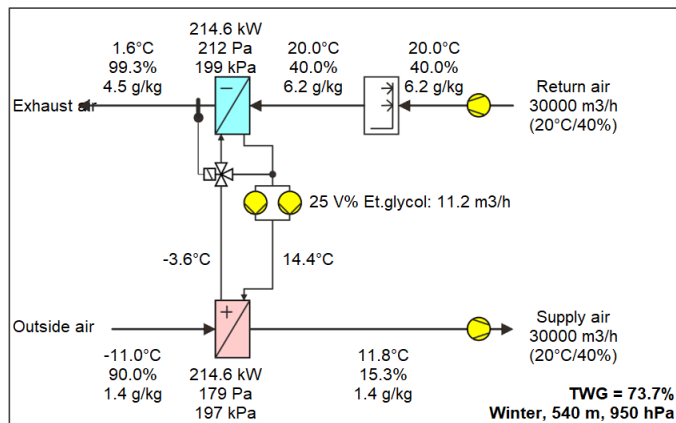 214.6 kW
212 Pa
199 kPa
1.6°C
99.3%
4.5 g/kg
20.0°C
40.0%
6.2 g/kg
20.0°C
40.0%
6.2 g/kg
Exhaust air
Return air
30000 m3/h
(20°C/40%)
25 V% Et.glycol: 11.2 m3/h
-3.6°C
14.4°C
Outside air
Supply air
30000 m3/h
(20°C/40%)
-11.0°C
90.0%
1.4 g/kg
214.6 kW
179 Pa
197 kPa
11.8°C
15.3%
1.4 g/kg
TWG = 73.7%
Winter, 540 m, 950 hPa